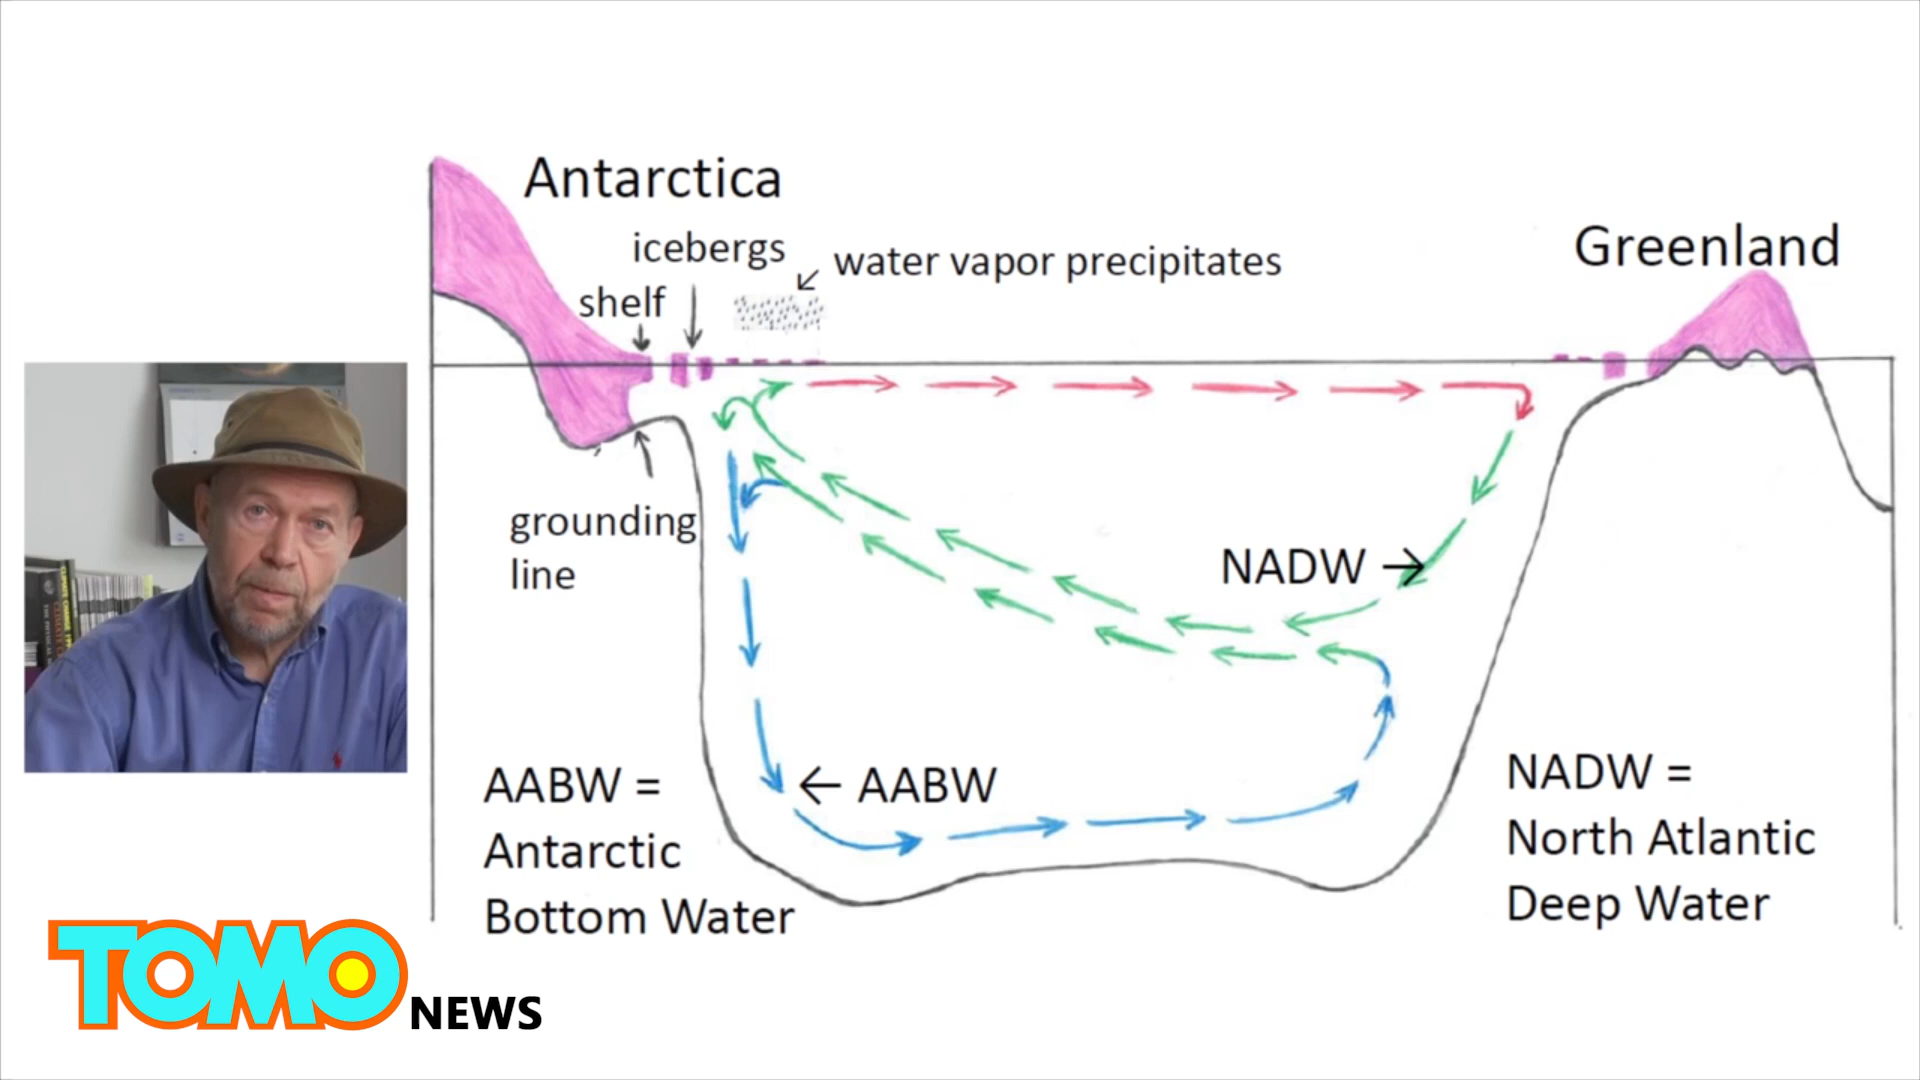 Antarctica
icebergs
water vapor precipitates
shelf
Greenland
grounding
line
NADW →
← AABW
AABW =
Antarctic
Bottom Water
NADW =
North Atlantic
Deep Water
TOMO NEWS